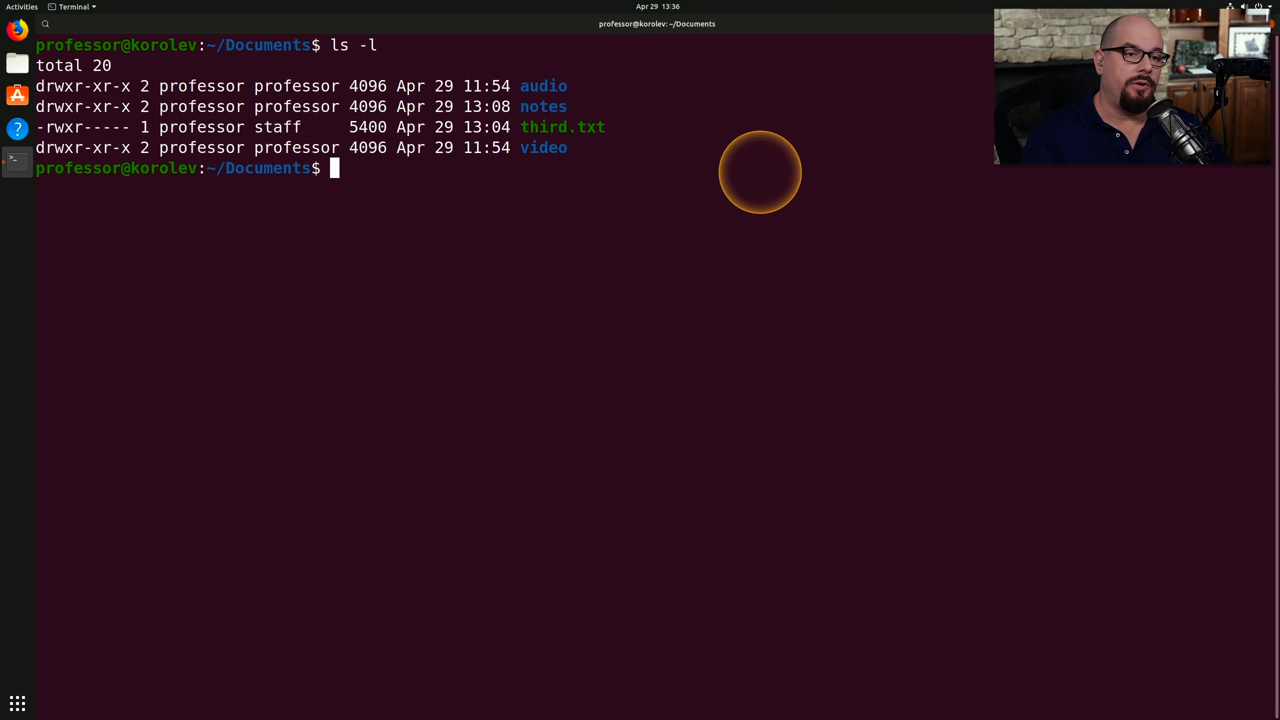 Activities
Terminal
Apr 29 13:36
professor@korolev: ~/Documents
professor@korolev:~/Documents$ ls -l
total 20
drwxr-xr-x 2 professor professor 4096 Apr 29 11:54 audio
drwxr-xr-x 2 professor professor 4096 Apr 29 13:08 notes
-rwxr----- 1 professor staff     5400 Apr 29 13:04 third.txt
drwxr-xr-x 2 professor professor 4096 Apr 29 11:54 video
professor@korolev:~/Documents$